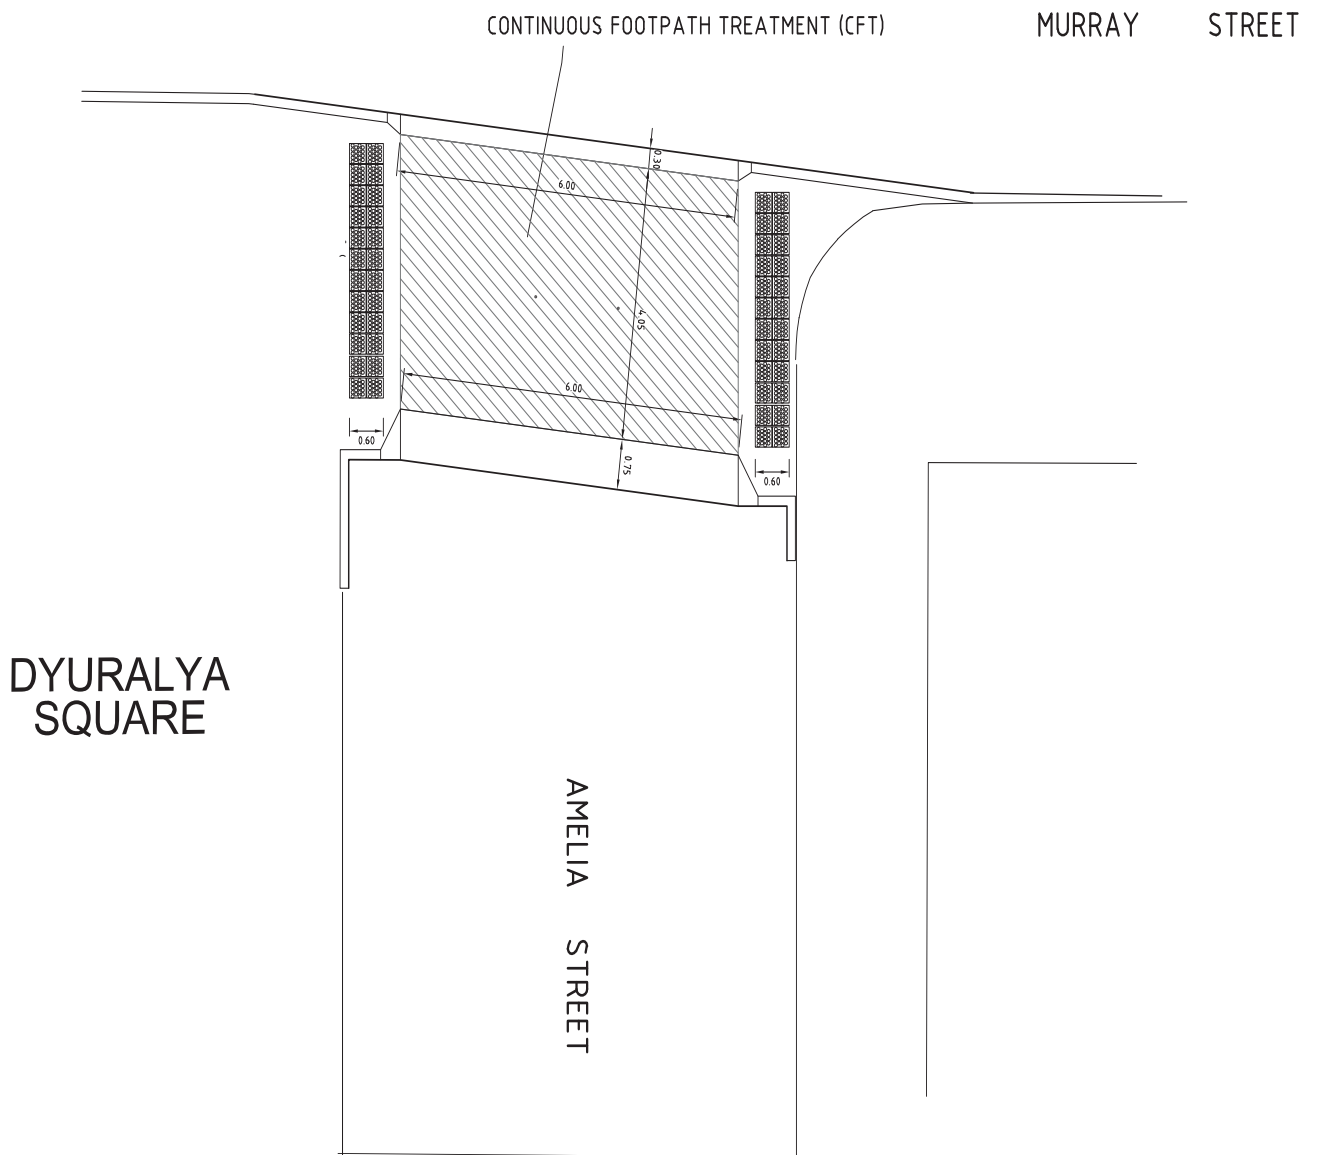 CONTINUOUS FOOTPATH TREATMENT (CFT)
MURRAY STREET
0.30
6.00
4.05
6.00
0.60
0.75
0.60
DYURALYA
SQUARE
AMELIA STREET